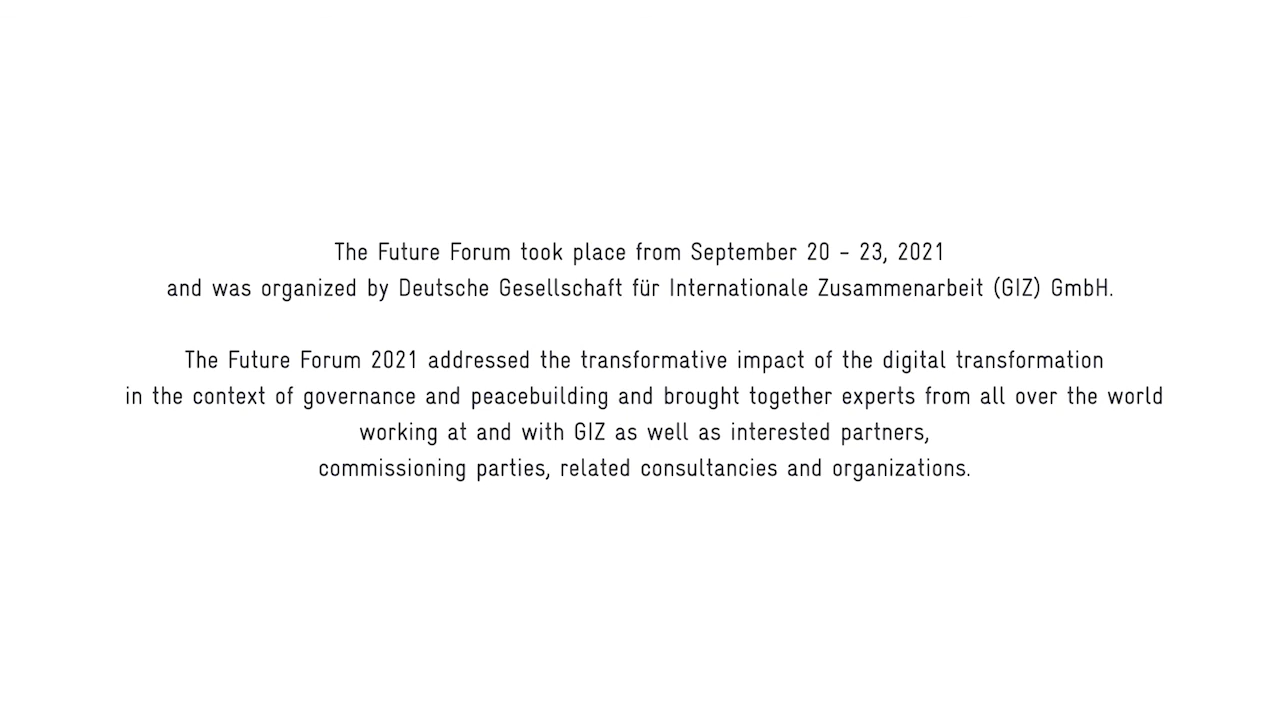 The Future Forum took place from September 20 - 23, 2021
and was organized by Deutsche Gesellschaft für Internationale Zusammenarbeit (GIZ) GmbH.
The Future Forum 2021 addressed the transformative impact of the digital transformation
in the context of governance and peacebuilding and brought together experts from all over the world
working at and with GIZ as well as interested partners,
commissioning parties, related consultancies and organizations.